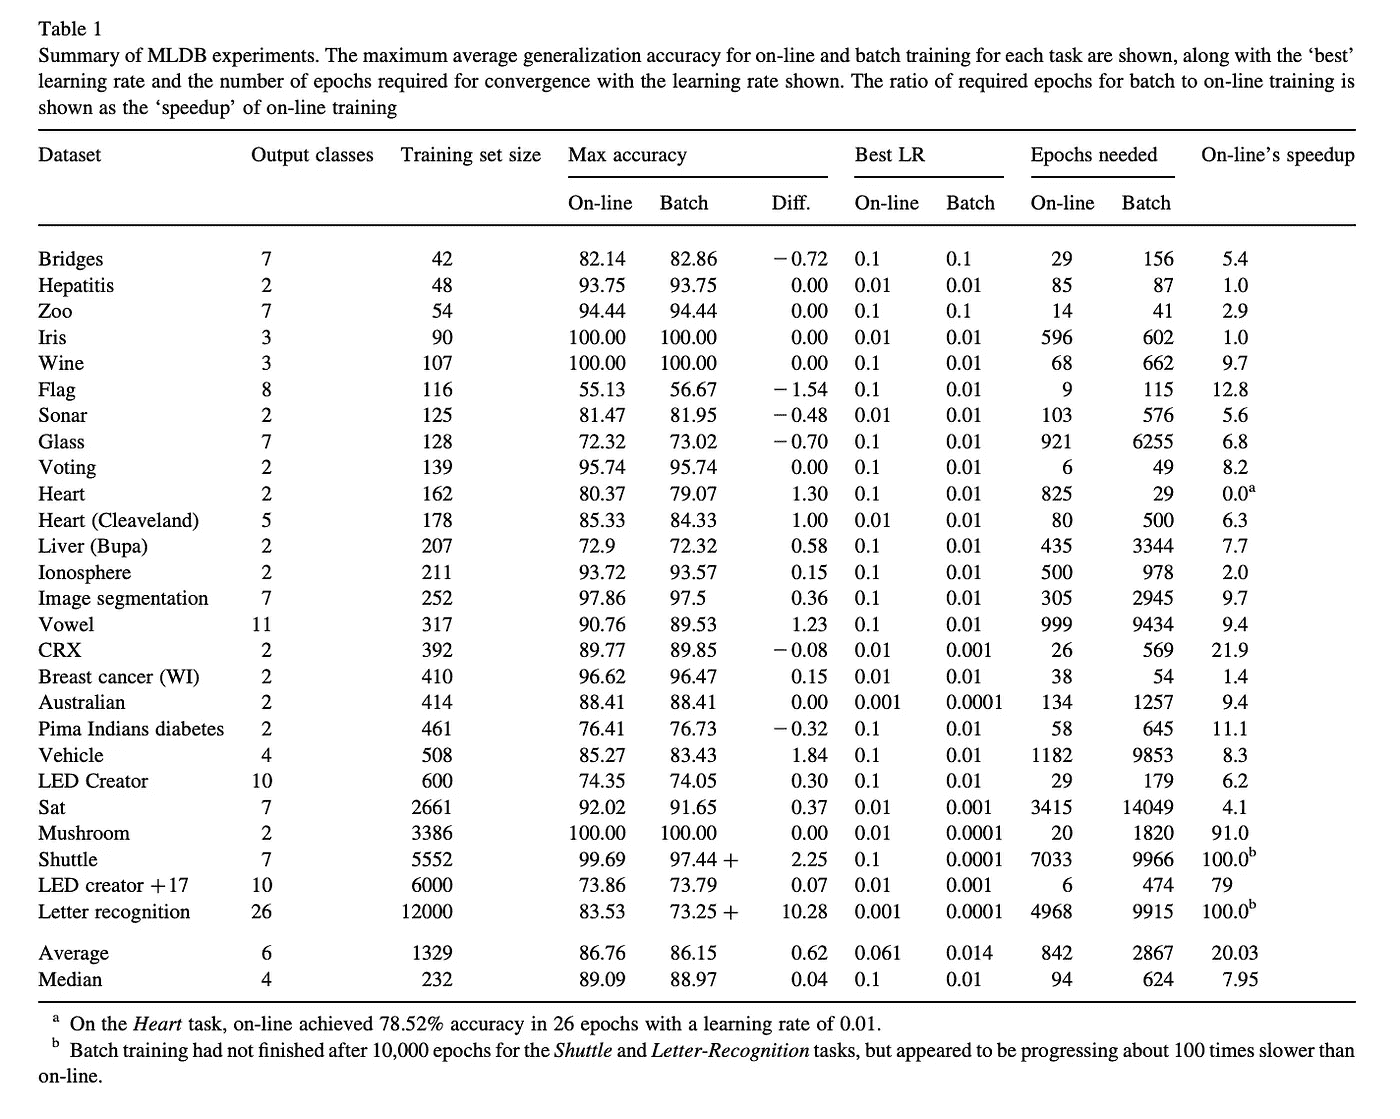 Table 1
Summary of MLDB experiments. The maximum average generalization accuracy for on-line and batch training for each task are shown, along with the ‘best’
learning rate and the number of epochs required for convergence with the learning rate shown. The ratio of required epochs for batch to on-line training is
shown as the ‘speedup’ of on-line training
Dataset Output classes Training set size Max accuracy Best LR Epochs needed On-line’s speedup
On-line Batch Diff. On-line Batch On-line Batch
Bridges 7 42 82.14 82.86 −0.72 0.1 0.1 29 156 5.4
Hepatitis 2 48 93.75 93.75 0.00 0.01 0.01 85 87 1.0
Zoo 7 54 94.44 94.44 0.00 0.1 0.1 14 41 2.9
Iris 3 90 100.00 100.00 0.00 0.01 0.01 596 602 1.0
Wine 3 107 100.00 100.00 0.00 0.1 0.01 68 662 9.7
Flag 8 116 55.13 56.67 −1.54 0.1 0.01 9 115 12.8
Sonar 2 125 81.47 81.95 −0.48 0.01 0.01 103 576 5.6
Glass 7 128 72.32 73.02 −0.70 0.1 0.01 921 6255 6.8
Voting 2 139 95.74 95.74 0.00 0.1 0.01 6 49 8.2
Heart 2 162 80.37 79.07 1.30 0.1 0.01 825 29 0.0a
Heart (Cleaveland) 5 178 85.33 84.33 1.00 0.01 0.01 80 500 6.3
Liver (Bupa) 2 207 72.9 72.32 0.58 0.1 0.01 435 3344 7.7
Ionosphere 2 211 93.72 93.57 0.15 0.1 0.01 500 978 2.0
Image segmentation 7 252 97.86 97.5 0.36 0.1 0.01 305 2945 9.7
Vowel 11 317 90.76 89.53 1.23 0.1 0.01 999 9434 9.4
CRX 2 392 89.77 89.85 −0.08 0.01 0.001 26 569 21.9
Breast cancer (WI) 2 410 96.62 96.47 0.15 0.01 0.01 38 54 1.4
Australian 2 414 88.41 88.41 0.00 0.001 0.0001 134 1257 9.4
Pima Indians diabetes 2 461 76.41 76.73 −0.32 0.1 0.01 58 645 11.1
Vehicle 4 508 85.27 83.43 1.84 0.1 0.01 1182 9853 8.3
LED Creator 10 600 74.35 74.05 0.30 0.1 0.01 29 179 6.2
Sat 7 2661 92.02 91.65 0.37 0.01 0.001 3415 14049 4.1
Mushroom 2 3386 100.00 100.00 0.00 0.01 0.0001 20 1820 91.0
Shuttle 7 5552 99.69 97.44 + 2.25 0.1 0.0001 7033 9966 100.0b
LED creator +17 10 6000 73.86 73.79 0.07 0.01 0.001 6 474 79
Letter recognition 26 12000 83.53 73.25 + 10.28 0.001 0.0001 4968 9915 100.0b
Average 6 1329 86.76 86.15 0.62 0.061 0.014 842 2867 20.03
Median 4 232 89.09 88.97 0.04 0.1 0.01 94 624 7.95
a On the Heart task, on-line achieved 78.52% accuracy in 26 epochs with a learning rate of 0.01.
b Batch training had not finished after 10,000 epochs for the Shuttle and Letter-Recognition tasks, but appeared to be progressing about 100 times slower than
on-line.